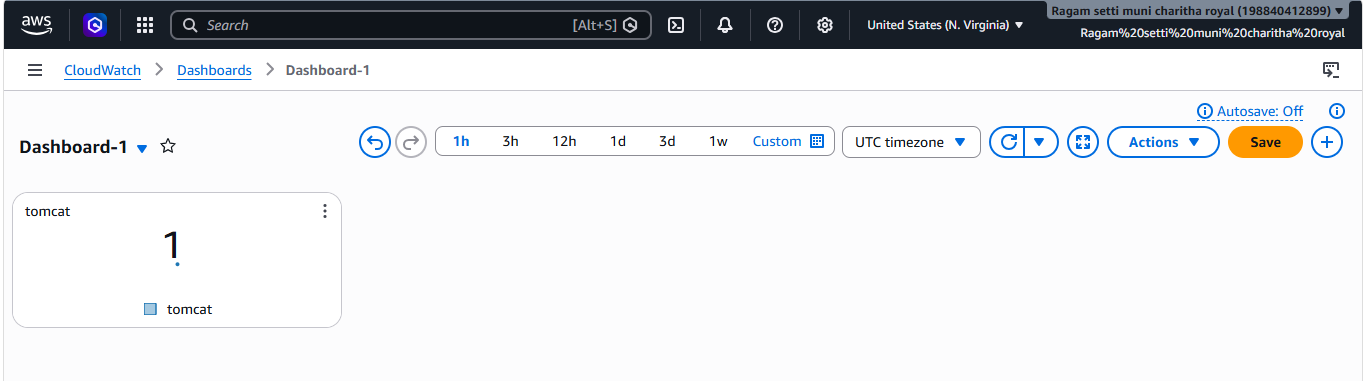 aws
Search
[Alt+S]
United States (N. Virginia)
Ragam setti muni charitha royal (198840412899)
Ragam%20setti%20muni%20charitha%20royal
CloudWatch
Dashboards
Dashboard-1
Autosave: Off
Dashboard-1
1h 3h 12h 1d 3d 1w Custom
UTC timezone
Actions
Save
tomcat
1
tomcat